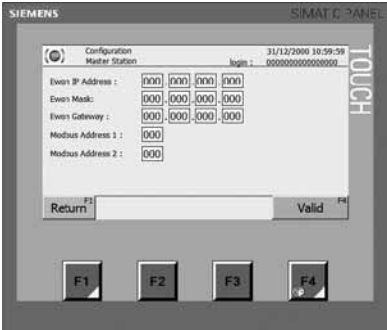 SIEMENS
SIMATIC PANEL
TOUCH
Configuration
Master Station
31/12/2000 10:59:59
login : 0000000000000000
Ewon IP Address : 000 . 000 . 000 . 000
Ewon Mask: 000 . 000 . 000 . 000
Ewon Gateway : 000 . 000 . 000 . 000
Modbus Address 1 : 000
Modbus Address 2 : 000
Return F1
Valid F4
F1 F2 F3 F4